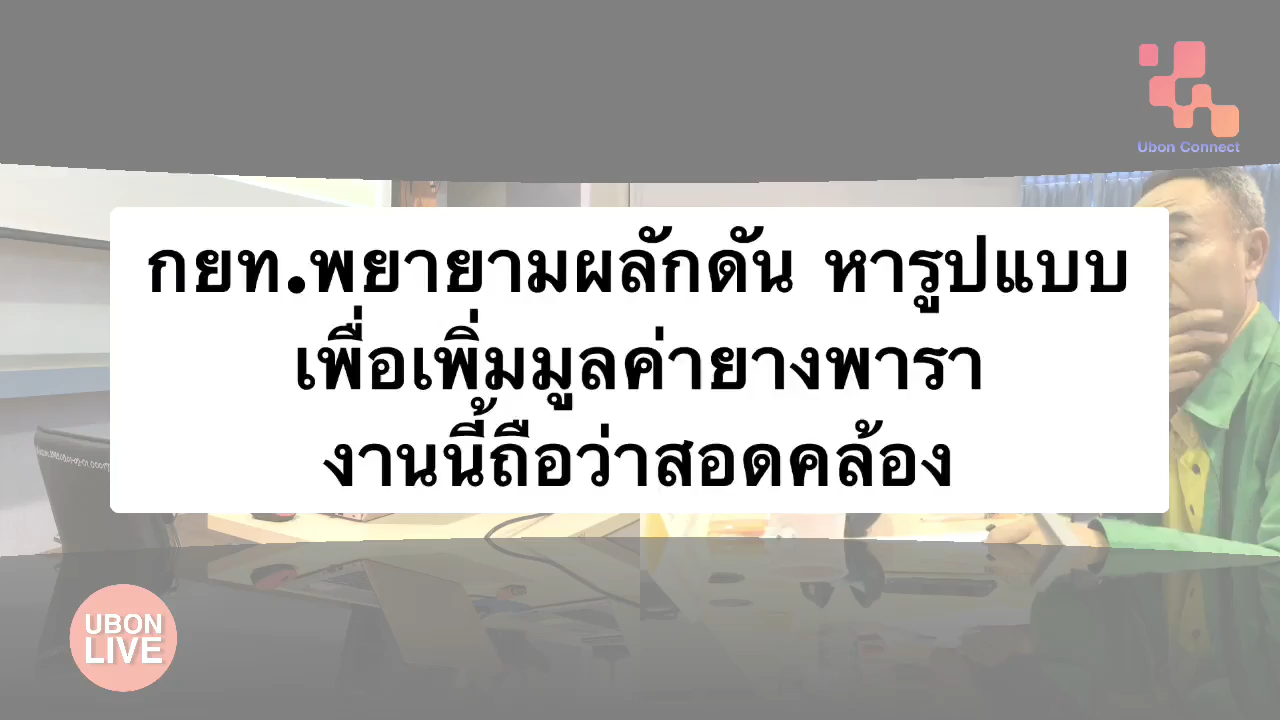 Ubon Connect
กยท.พยายามผลักดัน หารูปแบบ
เพื่อเพิ่มมูลค่ายางพารา
งานนี้ถือว่าสอดคล้อง
UBON
LIVE